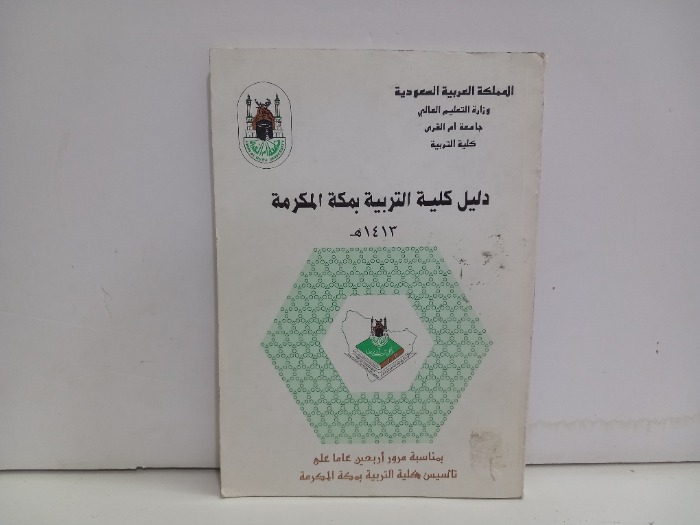 المملكة العربية السعودية
وزارة التعليم العالي
جامعة أم القرى
كلية التربية
دليل كلية التربية بمكة المكرمة
١٤١٣هـ
بمناسبة مرور أربعين عاما على
تأسيس كلية التربية بمكة المكرمة